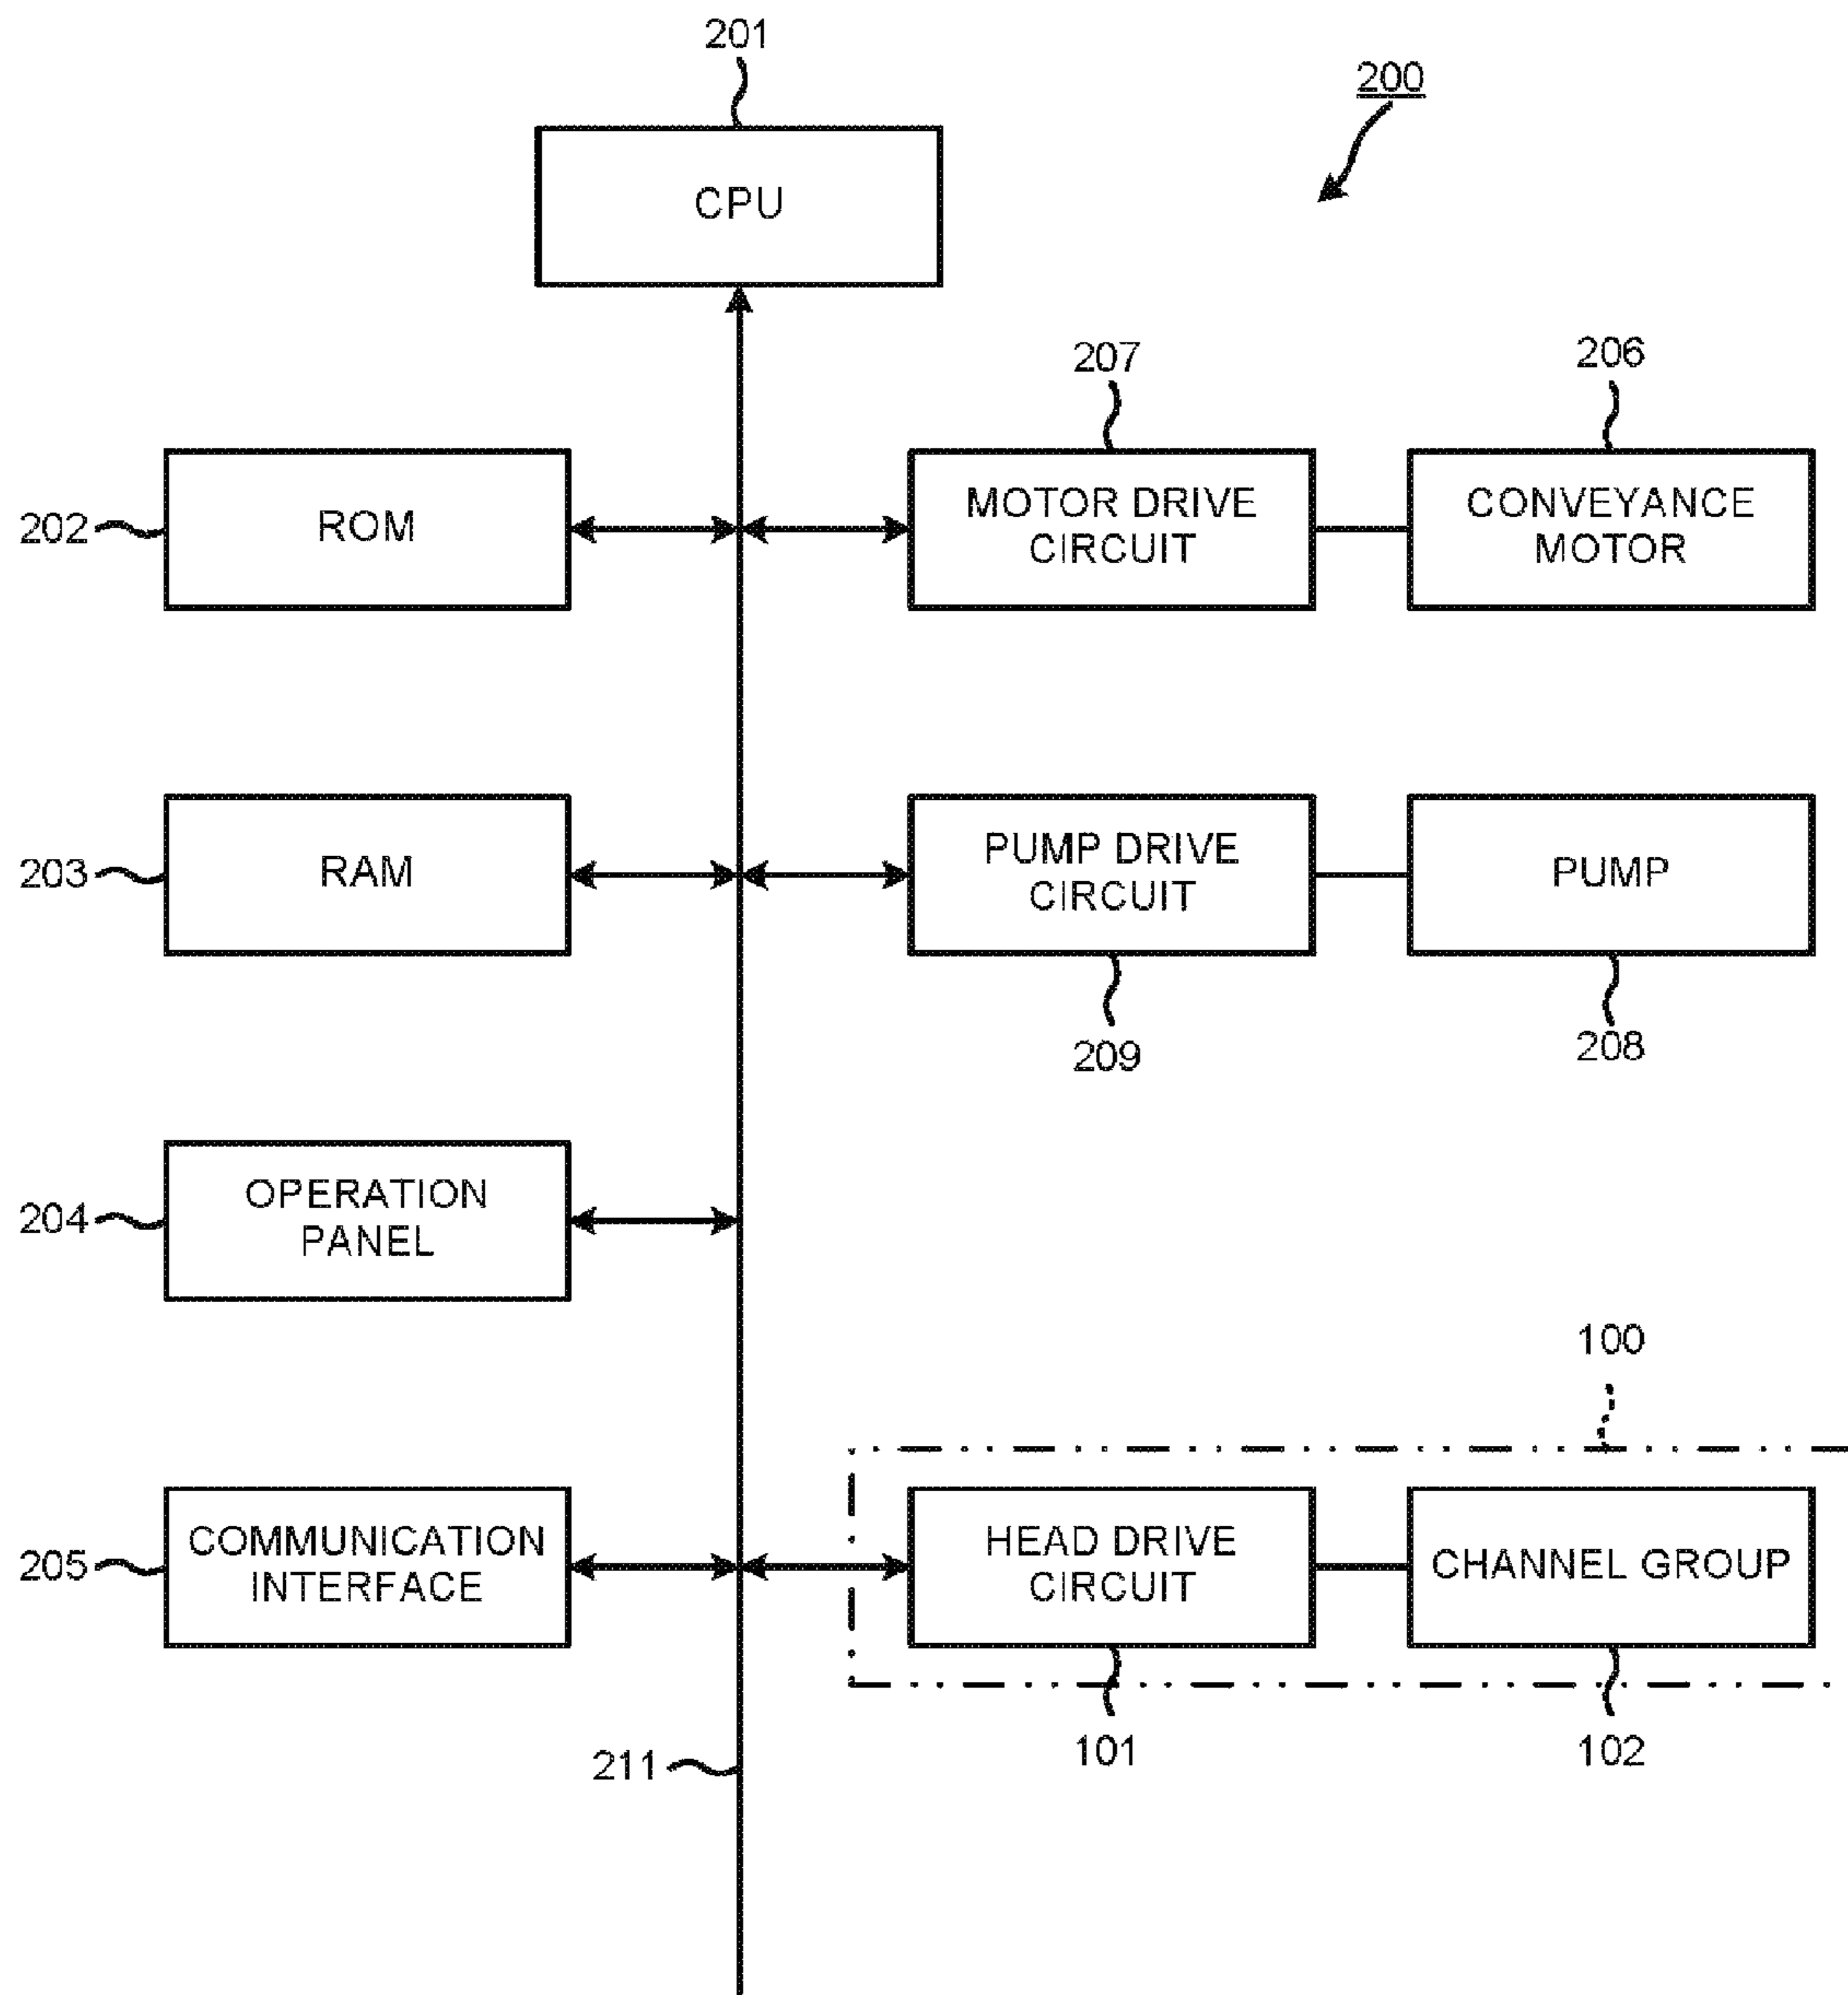 201
200
CPU
207
206
202
ROM
MOTOR DRIVE
CIRCUIT
CONVEYANCE
MOTOR
203
RAM
PUMP DRIVE
CIRCUIT
PUMP
209
208
204
OPERATION
PANEL
100
205
COMMUNICATION
INTERFACE
HEAD DRIVE
CIRCUIT
CHANNEL GROUP
101
102
211